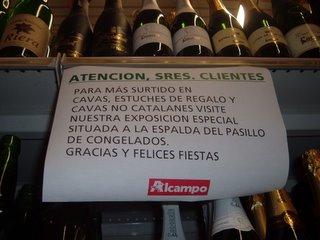 Riera
ATENCION, SRES. CLIENTES
PARA MÁS SURTIDO EN
CAVAS, ESTUCHES DE REGALO Y
CAVAS NO CATALANES VISITE
NUESTRA EXPOSICION ESPECIAL
SITUADA A LA ESPALDA DEL PASILLO
DE CONGELADOS.
GRACIAS Y FELICES FIESTAS
Alcampo